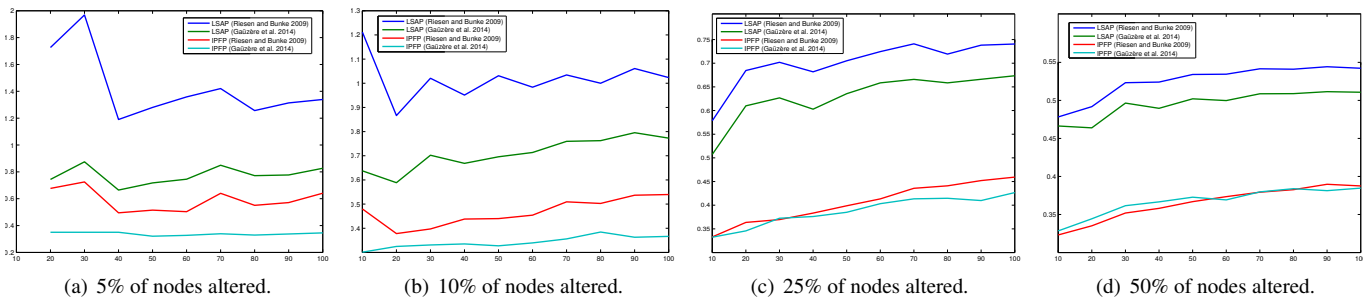 2
1.8
1.6
1.4
1.2
1
0.8
0.6
0.4
0.2
LSAP (Riesen and Bunke 2009)
LSAP (Gaüzère et al. 2014)
IPFP (Riesen and Bunke 2009)
IPFP (Gaüzère et al. 2014)
10 20 30 40 50 60 70 80 90 100
(a) 5% of nodes altered.
1.3
1.2
1.1
1
0.9
0.8
0.7
0.6
0.5
0.4
LSAP (Riesen and Bunke 2009)
LSAP (Gaüzère et al. 2014)
IPFP (Riesen and Bunke 2009)
IPFP (Gaüzère et al. 2014)
10 20 30 40 50 60 70 80 90 100
(b) 10% of nodes altered.
0.75
0.7
0.65
0.6
0.55
0.5
0.45
0.4
0.35
LSAP (Riesen and Bunke 2009)
LSAP (Gaüzère et al. 2014)
IPFP (Riesen and Bunke 2009)
IPFP (Gaüzère et al. 2014)
10 20 30 40 50 60 70 80 90 100
(c) 25% of nodes altered.
0.55
0.5
0.45
0.4
0.35
LSAP (Riesen and Bunke 2009)
LSAP (Gaüzère et al. 2014)
IPFP (Riesen and Bunke 2009)
IPFP (Gaüzère et al. 2014)
10 20 30 40 50 60 70 80 90 100
(d) 50% of nodes altered.